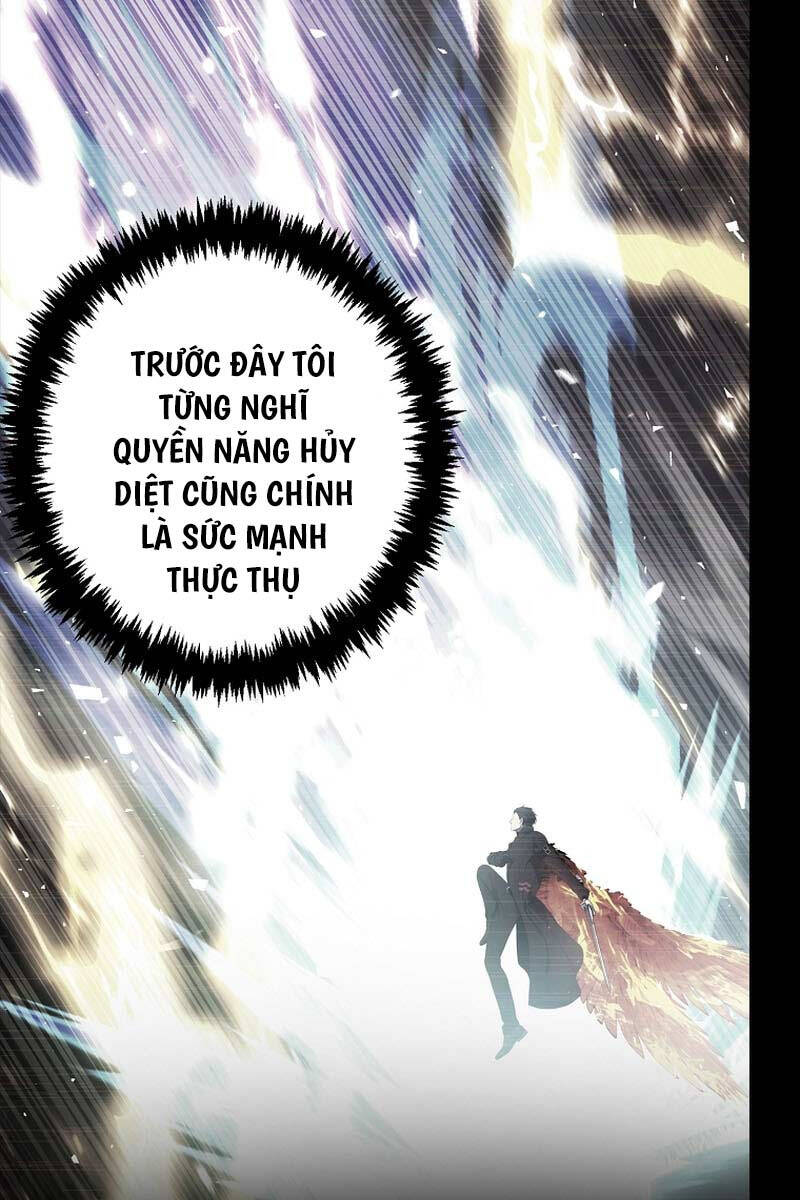 TRƯỚC ĐÂY TÔI
TỪNG NGHĨ
QUYỀN NĂNG HỦY
DIỆT CŨNG CHÍNH
LÀ SỨC MẠNH
THỰC THỤ